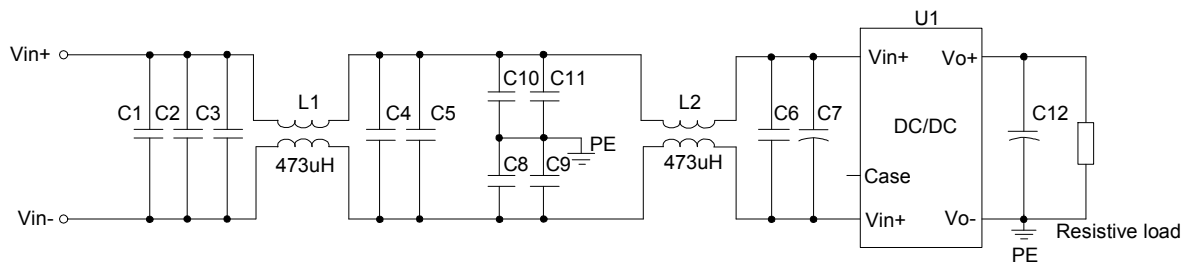 U1
Vin+
C10 C11
Vin+
Vo+
L1
L2
C1 C2 C3
C4 C5
C6 C7
C12
DC/DC
PE
473uH
C8 C9
473uH
Case
Vin-
Vin+
Vo-
Resistive load
PE